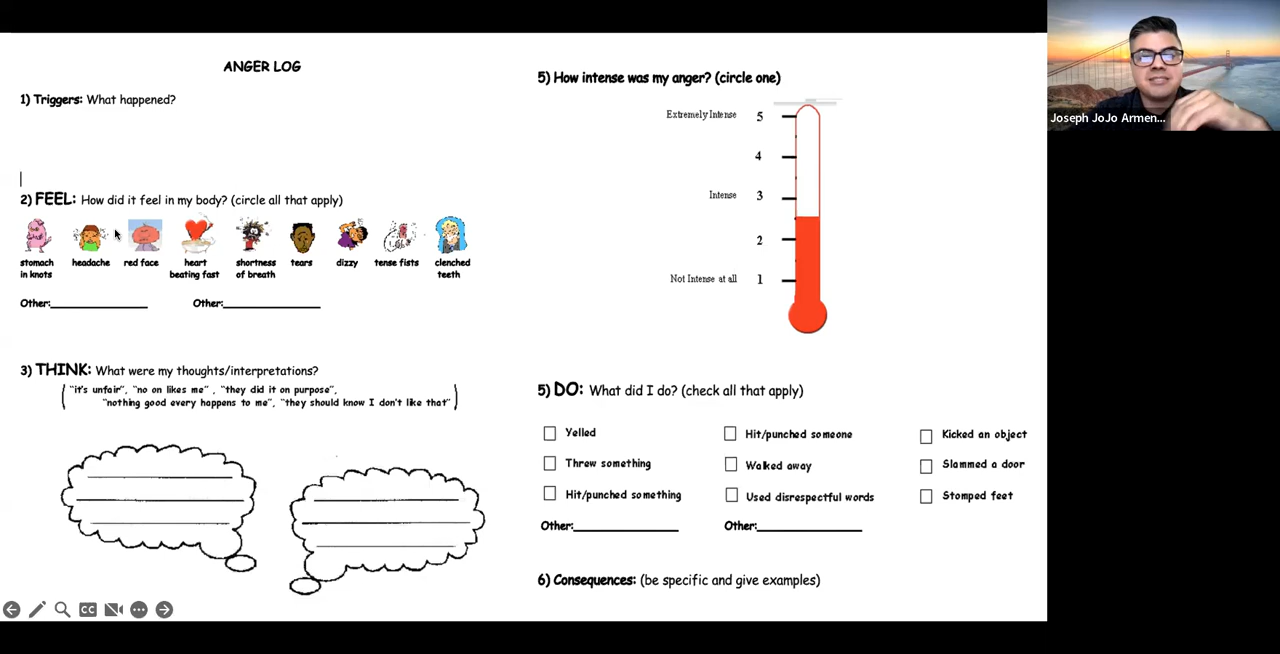 ANGER LOG
1) Triggers: What happened?
2) FEEL: How did it feel in my body? (circle all that apply)
stomach in knots
headache
red face
heart beating fast
shortness of breath
tears
dizzy
tense fists
clenched teeth
Other:
Other:
3) THINK: What were my thoughts/interpretations?
("it's unfair", "no on likes me" , "they did it on purpose",
"nothing good every happens to me", "they should know I don't like that")
5) How intense was my anger? (circle one)
Extremely Intense 5
4
Intense 3
2
Not Intense at all 1
5) DO: What did I do? (check all that apply)
Yelled
Hit/punched someone
Kicked an object
Threw something
Walked away
Slammed a door
Hit/punched something
Used disrespectful words
Stomped feet
Other:
Other:
6) Consequences: (be specific and give examples)
CC
Joseph JoJo Armen...